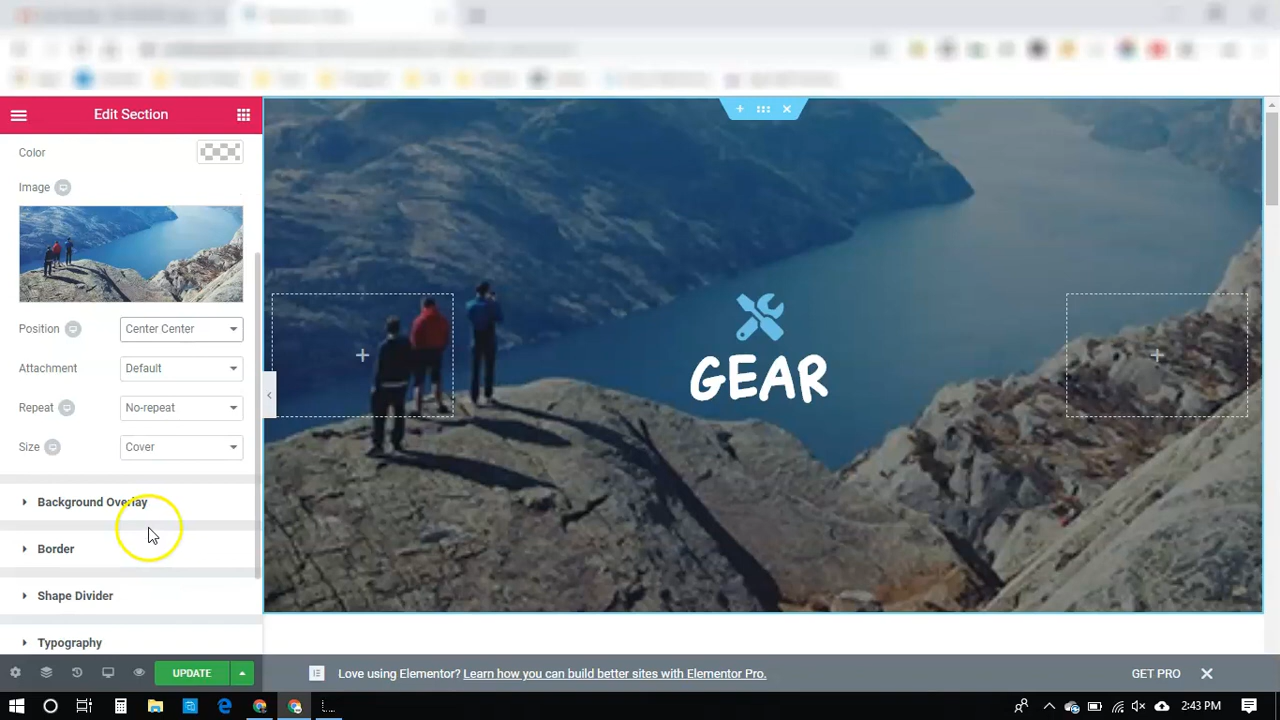 Edit Section
Color
Image
Position
Center Center
Attachment
Default
Repeat
No-repeat
Size
Cover
Background Overlay
Border
Shape Divider
Typography
UPDATE
GEAR
Love using Elementor? Learn how you can build better sites with Elementor Pro.
GET PRO
2:43 PM